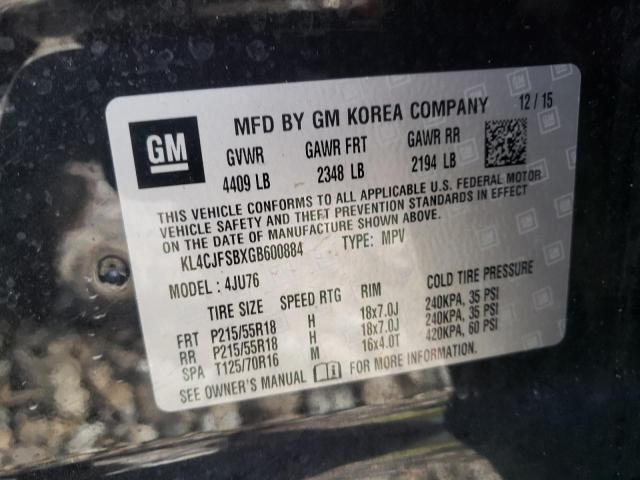 GM
MFD BY GM KOREA COMPANY 12 / 15
GVWR GAWR FRT GAWR RR
4409 LB 2348 LB 2194 LB
THIS VEHICLE CONFORMS TO ALL APPLICABLE U.S. FEDERAL MOTOR
VEHICLE SAFETY AND THEFT PREVENTION STANDARDS IN EFFECT
ON THE DATE OF MANUFACTURE SHOWN ABOVE.
KL4CJFSBXGB600884 TYPE: MPV
MODEL : 4JU76
TIRE SIZE SPEED RTG RIM COLD TIRE PRESSURE
FRT P215/55R18 H 18x7.0J 240KPA, 35 PSI
RR P215/55R18 H 18x7.0J 240KPA, 35 PSI
SPA T125/70R16 M 16x4.0T 420KPA, 60 PSI
SEE OWNER'S MANUAL FOR MORE INFORMATION.